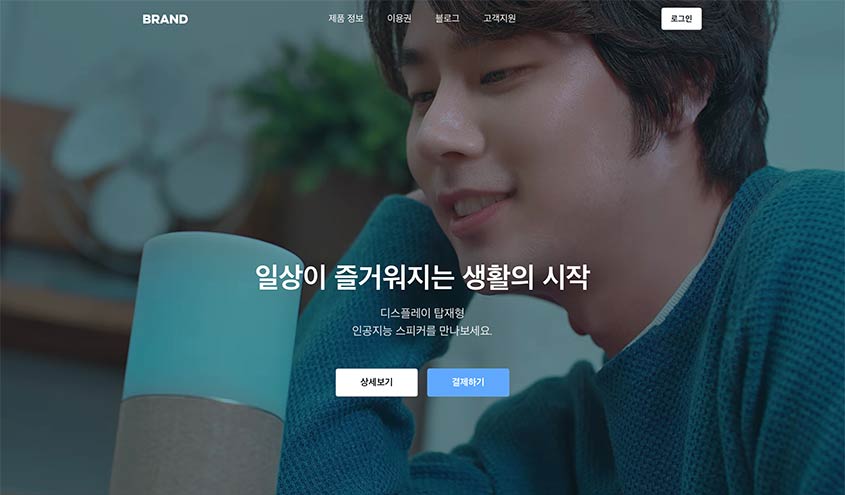 BRAND
제품 정보
이용권
블로그
고객지원
로그인
일상이 즐거워지는 생활의 시작
디스플레이 탑재형
인공지능 스피커를 만나보세요.
상세보기
결제하기